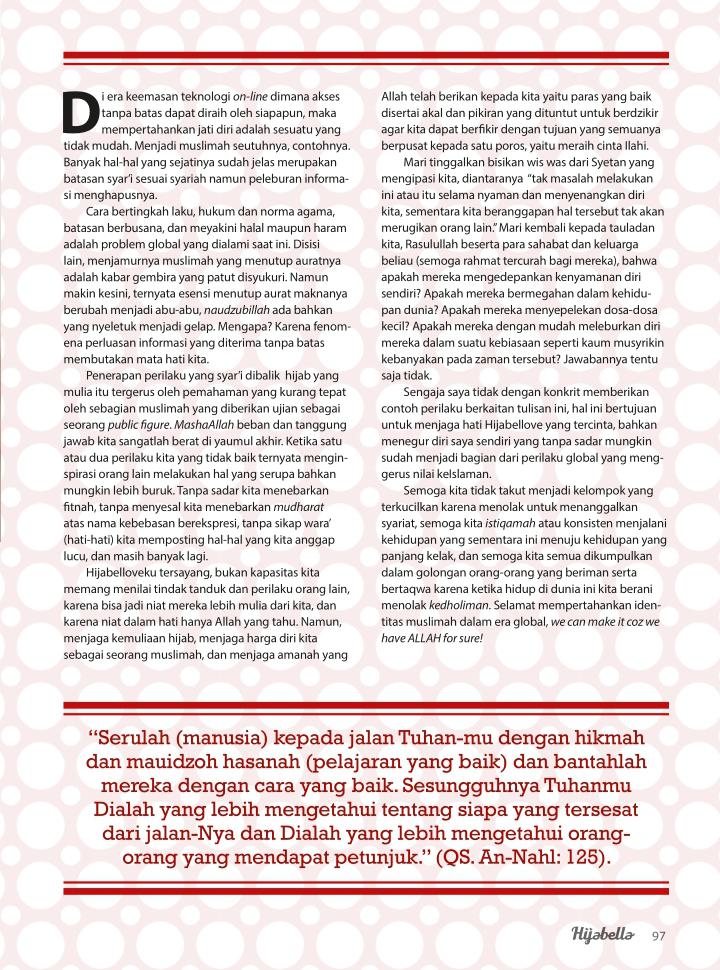 Di era keemasan teknologi on-line dimana akses
tanpa batas dapat diraih oleh siapapun, maka
mempertahankan jati diri adalah sesuatu yang
tidak mudah. Menjadi muslimah seutuhnya, contohnya.
Banyak hal-hal yang sejatinya sudah jelas merupakan
batasan syar’i sesuai syariah namun peleburan informa-
si menghapusnya.
Cara bertingkah laku, hukum dan norma agama,
batasan berbusana, dan meyakini halal maupun haram
adalah problem global yang dialami saat ini. Disisi
lain, menjamurnya muslimah yang menutup auratnya
adalah kabar gembira yang patut disyukuri. Namun
makin kesini, ternyata esensi menutup aurat maknanya
berubah menjadi abu-abu, naudzubillah ada bahkan
yang nyeletuk menjadi gelap. Mengapa? Karena fenom-
ena perluasan informasi yang diterima tanpa batas
membutakan mata hati kita.
Penerapan perilaku yang syar’i dibalik hijab yang
mulia itu tergerus oleh pemahaman yang kurang tepat
oleh sebagian muslimah yang diberikan ujian sebagai
seorang public figure. MashaAllah beban dan tanggung
jawab kita sangatlah berat di yaumul akhir. Ketika satu
atau dua perilaku kita yang tidak baik ternyata mengin-
spirasi orang lain melakukan hal yang serupa bahkan
mungkin lebih buruk. Tanpa sadar kita menebarkan
fitnah, tanpa menyesal kita menebarkan mudharat
atas nama kebebasan berekspresi, tanpa sikap wara’
(hati-hati) kita memposting hal-hal yang kita anggap
lucu, dan masih banyak lagi.
Hijabelloveku tersayang, bukan kapasitas kita
memang menilai tindak tanduk dan perilaku orang lain,
karena bisa jadi niat mereka lebih mulia dari kita, dan
karena niat dalam hati hanya Allah yang tahu. Namun,
menjaga kemuliaan hijab, menjaga harga diri kita
sebagai seorang muslimah, dan menjaga amanah yang
Allah telah berikan kepada kita yaitu paras yang baik
disertai akal dan pikiran yang dituntut untuk berdzikir
agar kita dapat berfikir dengan tujuan yang semuanya
berpusat kepada satu poros, yaitu meraih cinta Ilahi.
Mari tinggalkan bisikan wis was dari Syetan yang
mengipasi kita, diantaranya “tak masalah melakukan
ini atau itu selama nyaman dan menyenangkan diri
kita, sementara kita beranggapan hal tersebut tak akan
merugikan orang lain.” Mari kembali kepada tauladan
kita, Rasulullah beserta para sahabat dan keluarga
beliau (semoga rahmat tercurah bagi mereka), bahwa
apakah mereka mengedepankan kenyamanan diri
sendiri? Apakah mereka bermegahan dalam kehidu-
pan dunia? Apakah mereka menyepelekan dosa-dosa
kecil? Apakah mereka dengan mudah meleburkan diri
mereka dalam suatu kebiasaan seperti kaum musyirikin
kebanyakan pada zaman tersebut? Jawabannya tentu
saja tidak.
Sengaja saya tidak dengan konkrit memberikan
contoh perilaku berkaitan tulisan ini, hal ini bertujuan
untuk menjaga hati Hijabellove yang tercinta, bahkan
menegur diri saya sendiri yang tanpa sadar mungkin
sudah menjadi bagian dari perilaku global yang meng-
gerus nilai keIslaman.
Semoga kita tidak takut menjadi kelompok yang
terkucilkan karena menolak untuk menanggalkan
syariat, semoga kita istiqamah atau konsisten menjalani
kehidupan yang sementara ini menuju kehidupan yang
panjang kelak, dan semoga kita semua dikumpulkan
dalam golongan orang-orang yang beriman serta
bertaqwa karena ketika hidup di dunia ini kita berani
menolak kedholiman. Selamat mempertahankan iden-
titas muslimah dalam era global, we can make it coz we
have ALLAH for sure!
“Serulah (manusia) kepada jalan Tuhan-mu dengan hikmah
dan mauidzoh hasanah (pelajaran yang baik) dan bantahlah
mereka dengan cara yang baik. Sesungguhnya Tuhanmu
Dialah yang lebih mengetahui tentang siapa yang tersesat
dari jalan-Nya dan Dialah yang lebih mengetahui orang-
orang yang mendapat petunjuk.” (QS. An-Nahl: 125).
Hijabella 97